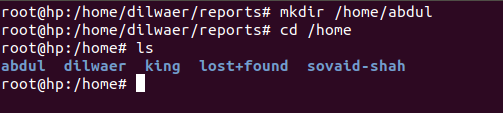 root@hp:/home/dilwaer/reports# mkdir /home/abdul
root@hp:/home/dilwaer/reports# cd /home
root@hp:/home# ls
abdul  dilwaer  king  lost+found  sovaid-shah
root@hp:/home#